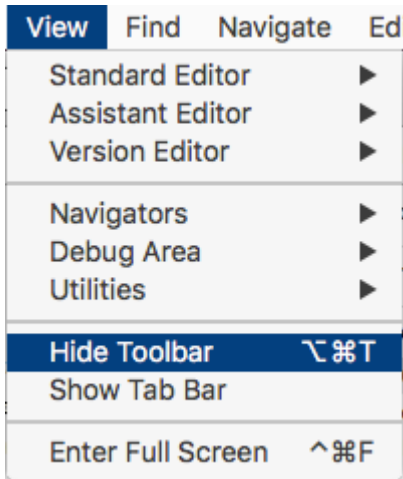 View Find Navigate Ed
Standard Editor ▶
Assistant Editor ▶
Version Editor ▶
Navigators ▶
Debug Area ▶
Utilities ▶
Hide Toolbar ⌥⌘T
Show Tab Bar
Enter Full Screen ^⌘F